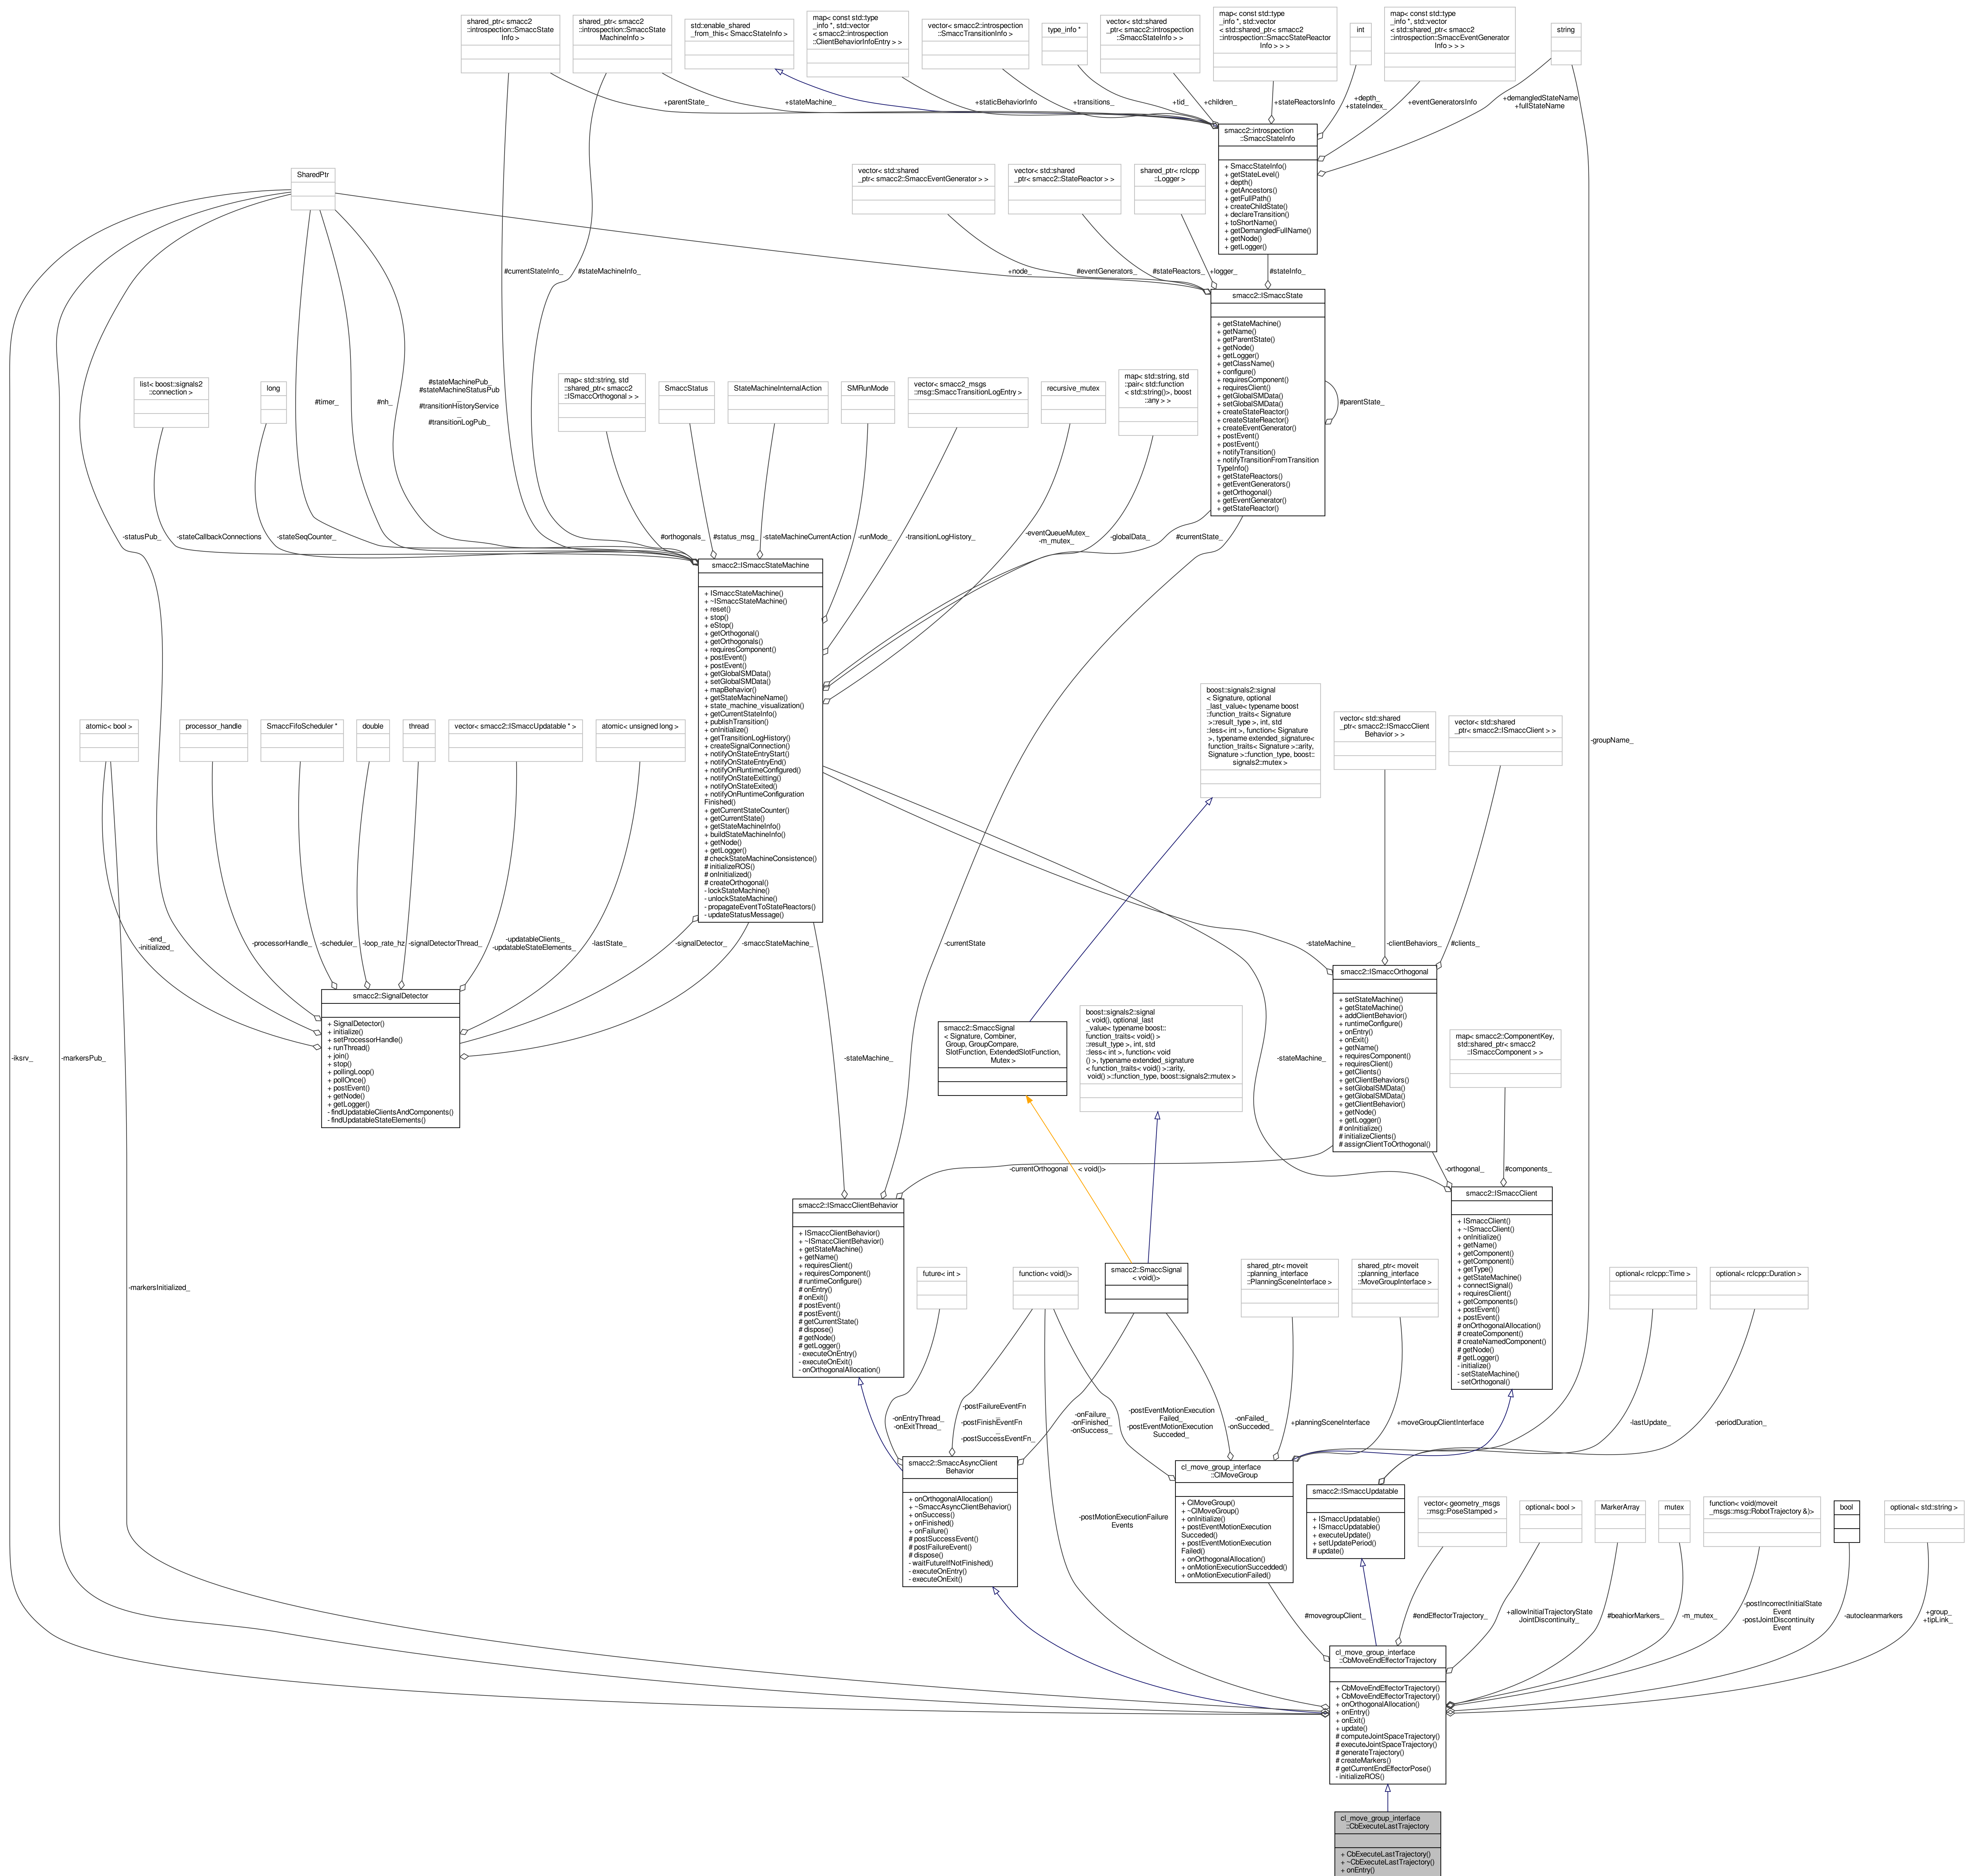 shared_ptr< smacc2
::introspection::SmaccState
Info >
shared_ptr< smacc2
::introspection::SmaccState
MachineInfo >
std::enable_shared
_from_this< SmaccStateInfo >
map< const std::type
_info *, std::vector
< smacc2::introspection
::ClientBehaviorInfoEntry > >
vector< smacc2::introspection
::SmaccTransitionInfo >
type_info *
vector< std::shared
_ptr< smacc2::introspection
::SmaccStateInfo > >
map< const std::type
_info *, std::vector
< std::shared_ptr< smacc2
::introspection::SmaccStateReactor
Info > > >
int
map< const std::type
_info *, std::vector
< std::shared_ptr< smacc2
::introspection::SmaccEventGenerator
Info > > >
string
+parentState_
+stateMachine_
+staticBehaviorInfo
+transitions_
+tid_
+children_
+stateReactorsInfo
+depth_
+stateIndex_
+eventGeneratorsInfo
+demangledStateName
+fullStateName
smacc2::introspection
::SmaccStateInfo
+ SmaccStateInfo()
+ getStateLevel()
+ depth()
+ getAncestors()
+ getFullPath()
+ createChildState()
+ declareTransition()
+ toShortName()
+ getDemangledFullName()
+ getNode()
+ getLogger()
SharedPtr
vector< std::shared
_ptr< smacc2::SmaccEventGenerator > >
vector< std::shared
_ptr< smacc2::StateReactor > >
shared_ptr< rclcpp
::Logger >
#currentStateInfo_
#stateMachineInfo_
+node_
#eventGenerators_
#stateReactors_
+logger_
#stateInfo_
smacc2::ISmaccState
+ getStateMachine()
+ getName()
+ getParentState()
+ getNode()
+ getLogger()
+ getClassName()
+ configure()
+ requiresComponent()
+ requiresClient()
+ getGlobalSMData()
+ setGlobalSMData()
+ createStateReactor()
+ createStateReactor()
+ createEventGenerator()
+ postEvent()
+ postEvent()
+ notifyTransition()
+ notifyTransitionFromTransition
TypeInfo()
+ getStateReactors()
+ getEventGenerators()
+ getOrthogonal()
+ getEventGenerator()
+ getStateReactor()
#parentState_
-groupName_
list< boost::signals2
::connection >
long
#timer_
#nh_
#stateMachinePub_
#stateMachineStatusPub
_
#transitionHistoryService
_
#transitionLogPub_
map< std::string, std
::shared_ptr< smacc2
::ISmaccOrthogonal > >
SmaccStatus
StateMachineInternalAction
SMRunMode
vector< smacc2_msgs
::msg::SmaccTransitionLogEntry >
recursive_mutex
map< std::string, std
::pair< std::function
< std::string()>, boost
::any > >
-statusPub_
-stateCallbackConnections
-stateSeqCounter_
#orthogonals_
#status_msg_
-stateMachineCurrentAction
-runMode_
-transitionLogHistory_
-eventQueueMutex_
-m_mutex_
-globalData_
#currentState_
smacc2::ISmaccStateMachine
+ ISmaccStateMachine()
+ ~ISmaccStateMachine()
+ reset()
+ stop()
+ eStop()
+ getOrthogonal()
+ getOrthogonals()
+ requiresComponent()
+ postEvent()
+ postEvent()
+ getGlobalSMData()
+ setGlobalSMData()
+ mapBehavior()
+ getStateMachineName()
+ state_machine_visualization()
+ getCurrentStateInfo()
+ publishTransition()
+ onInitialize()
+ getTransitionLogHistory()
+ createSignalConnection()
+ notifyOnStateEntryStart()
+ notifyOnStateEntryEnd()
+ notifyOnRuntimeConfigured()
+ notifyOnStateExitting()
+ notifyOnStateExited()
+ notifyOnRuntimeConfiguration
Finished()
+ getCurrentStateCounter()
+ getCurrentState()
+ getStateMachineInfo()
+ buildStateMachineInfo()
+ getNode()
+ getLogger()
# checkStateMachineConsistence()
# initializeROS()
# onInitialized()
# createOrthogonal()
- lockStateMachine()
- unlockStateMachine()
- propagateEventToStateReactors()
- updateStatusMessage()
atomic< bool >
processor_handle
SmaccFifoScheduler *
double
thread
vector< smacc2::ISmaccUpdatable * >
atomic< unsigned long >
boost::signals2::signal
< Signature, optional
_last_value< typename boost
::function_traits< Signature
>::result_type >, int, std
::less< int >, function< Signature
>, typename extended_signature<
function_traits< Signature >::arity,
Signature >::function_type, boost::
signals2::mutex >
vector< std::shared
_ptr< smacc2::ISmaccClient
Behavior > >
vector< std::shared
_ptr< smacc2::ISmaccClient > >
-end_
-initialized_
-processorHandle_
-scheduler_
-loop_rate_hz
-signalDetectorThread_
-updatableClients_
-updatableStateElements_
-lastState_
-signalDetector_
-smaccStateMachine_
-currentState
-stateMachine_
-clientBehaviors_
#clients_
smacc2::SignalDetector
+ SignalDetector()
+ initialize()
+ setProcessorHandle()
+ runThread()
+ join()
+ stop()
+ pollingLoop()
+ pollOnce()
+ postEvent()
+ getNode()
+ getLogger()
- findUpdatableClientsAndComponents()
- findUpdatableStateElements()
smacc2::ISmaccOrthogonal
+ setStateMachine()
+ getStateMachine()
+ addClientBehavior()
+ runtimeConfigure()
+ onEntry()
+ onExit()
+ getName()
+ requiresComponent()
+ requiresClient()
+ getClients()
+ getClientBehaviors()
+ setGlobalSMData()
+ getGlobalSMData()
+ getClientBehavior()
+ getNode()
+ getLogger()
# onInitialize()
# initializeClients()
# assignClientToOrthogonal()
smacc2::SmaccSignal
< Signature, Combiner,
Group, GroupCompare,
SlotFunction, ExtendedSlotFunction,
Mutex >
boost::signals2::signal
< void(), optional_last
_value< typename boost::
function_traits< void() >
::result_type >, int, std
::less< int >, function< void
() >, typename extended_signature
< function_traits< void() >::arity,
void() >::function_type, boost::signals2::mutex >
map< smacc2::ComponentKey,
std::shared_ptr< smacc2
::ISmaccComponent > >
-iksrv_
-markersPub_
-stateMachine_
-stateMachine_
-currentOrthogonal
< void()>
-orthogonal_
#components_
-markersInitialized_
smacc2::ISmaccClientBehavior
+ ISmaccClientBehavior()
+ ~ISmaccClientBehavior()
+ getStateMachine()
+ getName()
+ requiresClient()
+ requiresComponent()
# runtimeConfigure()
# onEntry()
# onExit()
# postEvent()
# postEvent()
# getCurrentState()
# dispose()
# getNode()
# getLogger()
- executeOnEntry()
- executeOnExit()
- onOrthogonalAllocation()
smacc2::ISmaccClient
+ ISmaccClient()
+ ~ISmaccClient()
+ onInitialize()
+ getName()
+ getComponent()
+ getComponent()
+ getType()
+ getStateMachine()
+ connectSignal()
+ requiresClient()
+ getComponents()
+ postEvent()
+ postEvent()
# onOrthogonalAllocation()
# createComponent()
# createNamedComponent()
# getNode()
# getLogger()
- initialize()
- setStateMachine()
- setOrthogonal()
future< int >
function< void()>
smacc2::SmaccSignal
< void()>
shared_ptr< moveit
::planning_interface
::PlanningSceneInterface >
shared_ptr< moveit
::planning_interface
::MoveGroupInterface >
optional< rclcpp::Time >
optional< rclcpp::Duration >
-onEntryThread_
-onExitThread_
-postFailureEventFn
_
-postFinishEventFn
_
-postSuccessEventFn_
-onFailure_
-onFinished_
-onSuccess_
-postEventMotionExecution
Failed_
-postEventMotionExecution
Succeded_
-onFailed_
-onSucceded_
+planningSceneInterface
+moveGroupClientInterface
-lastUpdate_
-periodDuration_
smacc2::SmaccAsyncClient
Behavior
+ onOrthogonalAllocation()
+ ~SmaccAsyncClientBehavior()
+ onSuccess()
+ onFinished()
+ onFailure()
# postSuccessEvent()
# postFailureEvent()
# dispose()
- waitFutureIfNotFinished()
- executeOnEntry()
- executeOnExit()
-postMotionExecutionFailure
Events
cl_move_group_interface
::ClMoveGroup
+ ClMoveGroup()
+ ~ClMoveGroup()
+ onInitialize()
+ postEventMotionExecution
Succeded()
+ postEventMotionExecution
Failed()
+ onOrthogonalAllocation()
+ onMotionExecutionSuccedded()
+ onMotionExecutionFailed()
smacc2::ISmaccUpdatable
+ ISmaccUpdatable()
+ ISmaccUpdatable()
+ executeUpdate()
+ setUpdatePeriod()
# update()
vector< geometry_msgs
::msg::PoseStamped >
optional< bool >
MarkerArray
mutex
function< void(moveit
_msgs::msg::RobotTrajectory &)>
bool
optional< std::string >
#movegroupClient_
#endEffectorTrajectory_
+allowInitialTrajectoryState
JointDiscontinuity_
#beahiorMarkers_
-m_mutex_
-postIncorrectInitialState
Event
-postJointDiscontinuity
Event
-autocleanmarkers
+group_
+tipLink_
cl_move_group_interface
::CbMoveEndEffectorTrajectory
+ CbMoveEndEffectorTrajectory()
+ CbMoveEndEffectorTrajectory()
+ onOrthogonalAllocation()
+ onEntry()
+ onExit()
+ update()
# computeJointSpaceTrajectory()
# executeJointSpaceTrajectory()
# generateTrajectory()
# createMarkers()
# getCurrentEndEffectorPose()
- initializeROS()
cl_move_group_interface
::CbExecuteLastTrajectory
+ CbExecuteLastTrajectory()
+ ~CbExecuteLastTrajectory()
+ onEntry()